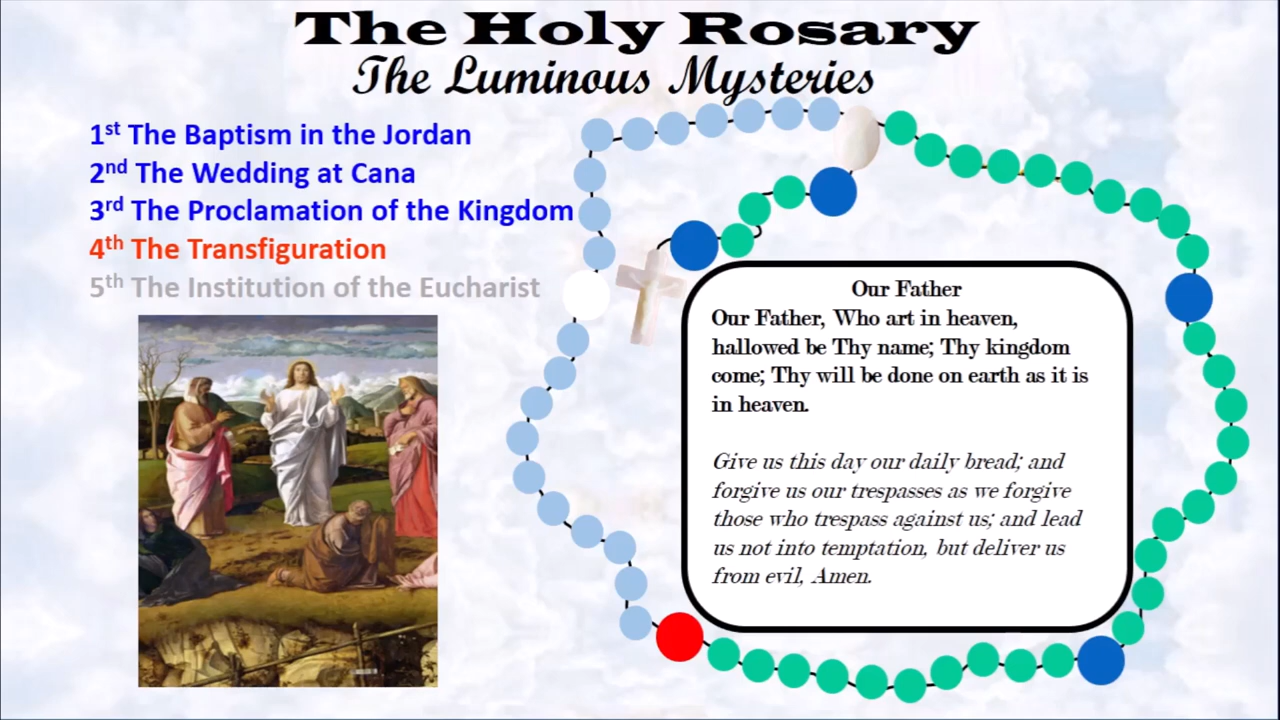 The Holy Rosary
The Luminous Mysteries
1st The Baptism in the Jordan
2nd The Wedding at Cana
3rd The Proclamation of the Kingdom
4th The Transfiguration
5th The Institution of the Eucharist
Our Father
Our Father, Who art in heaven,
hallowed be Thy name; Thy kingdom
come; Thy will be done on earth as it is
in heaven.
Give us this day our daily bread; and
forgive us our trespasses as we forgive
those who trespass against us; and lead
us not into temptation, but deliver us
from evil, Amen.